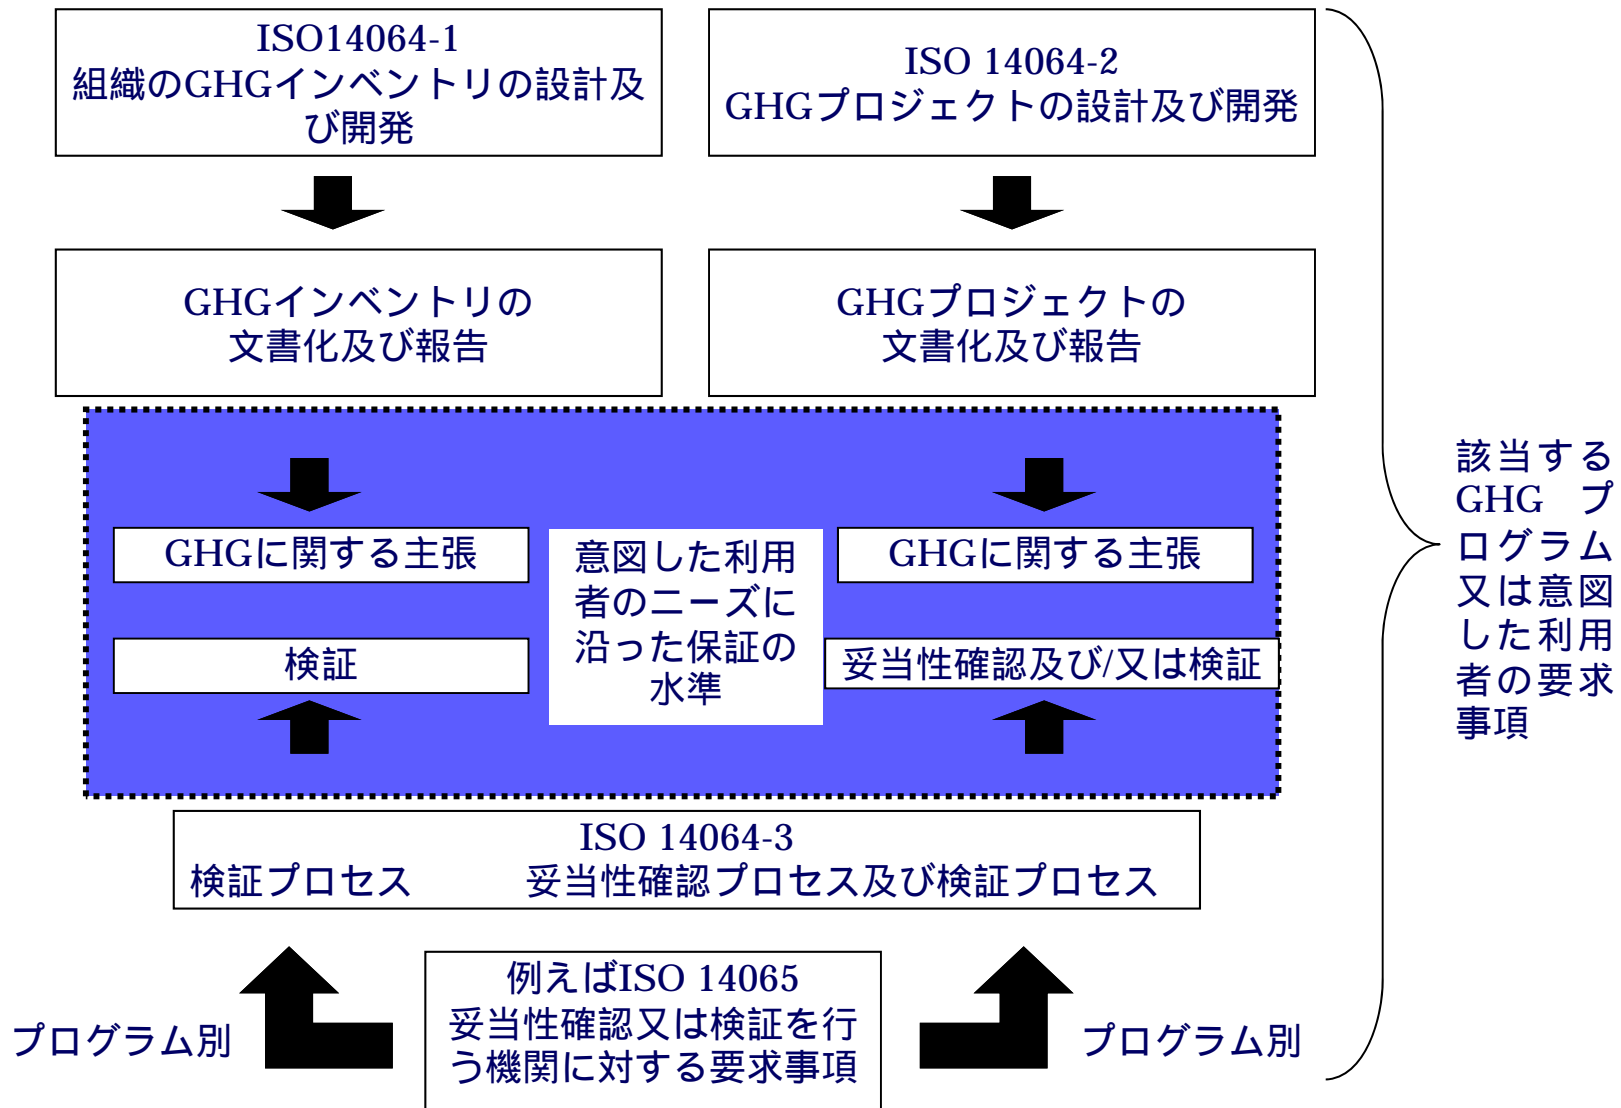 ISO14064-1
組織のGHGインベントリの設計及
び開発
ISO 14064-2
GHGプロジェクトの設計及び開発
GHGインベントリの
文書化及び報告
GHGプロジェクトの
文書化及び報告
GHGに関する主張
検証
意図した利用
者のニーズに
沿った保証の
水準
GHGに関する主張
妥当性確認及び/又は検証
ISO 14064-3
検証プロセス 妥当性確認プロセス及び検証プロセス
プログラム別
例えばISO 14065
妥当性確認又は検証を行
う機関に対する要求事項
プログラム別
該当する
GHG プ
ログラム
又は意図
した利用
者の要求
事項